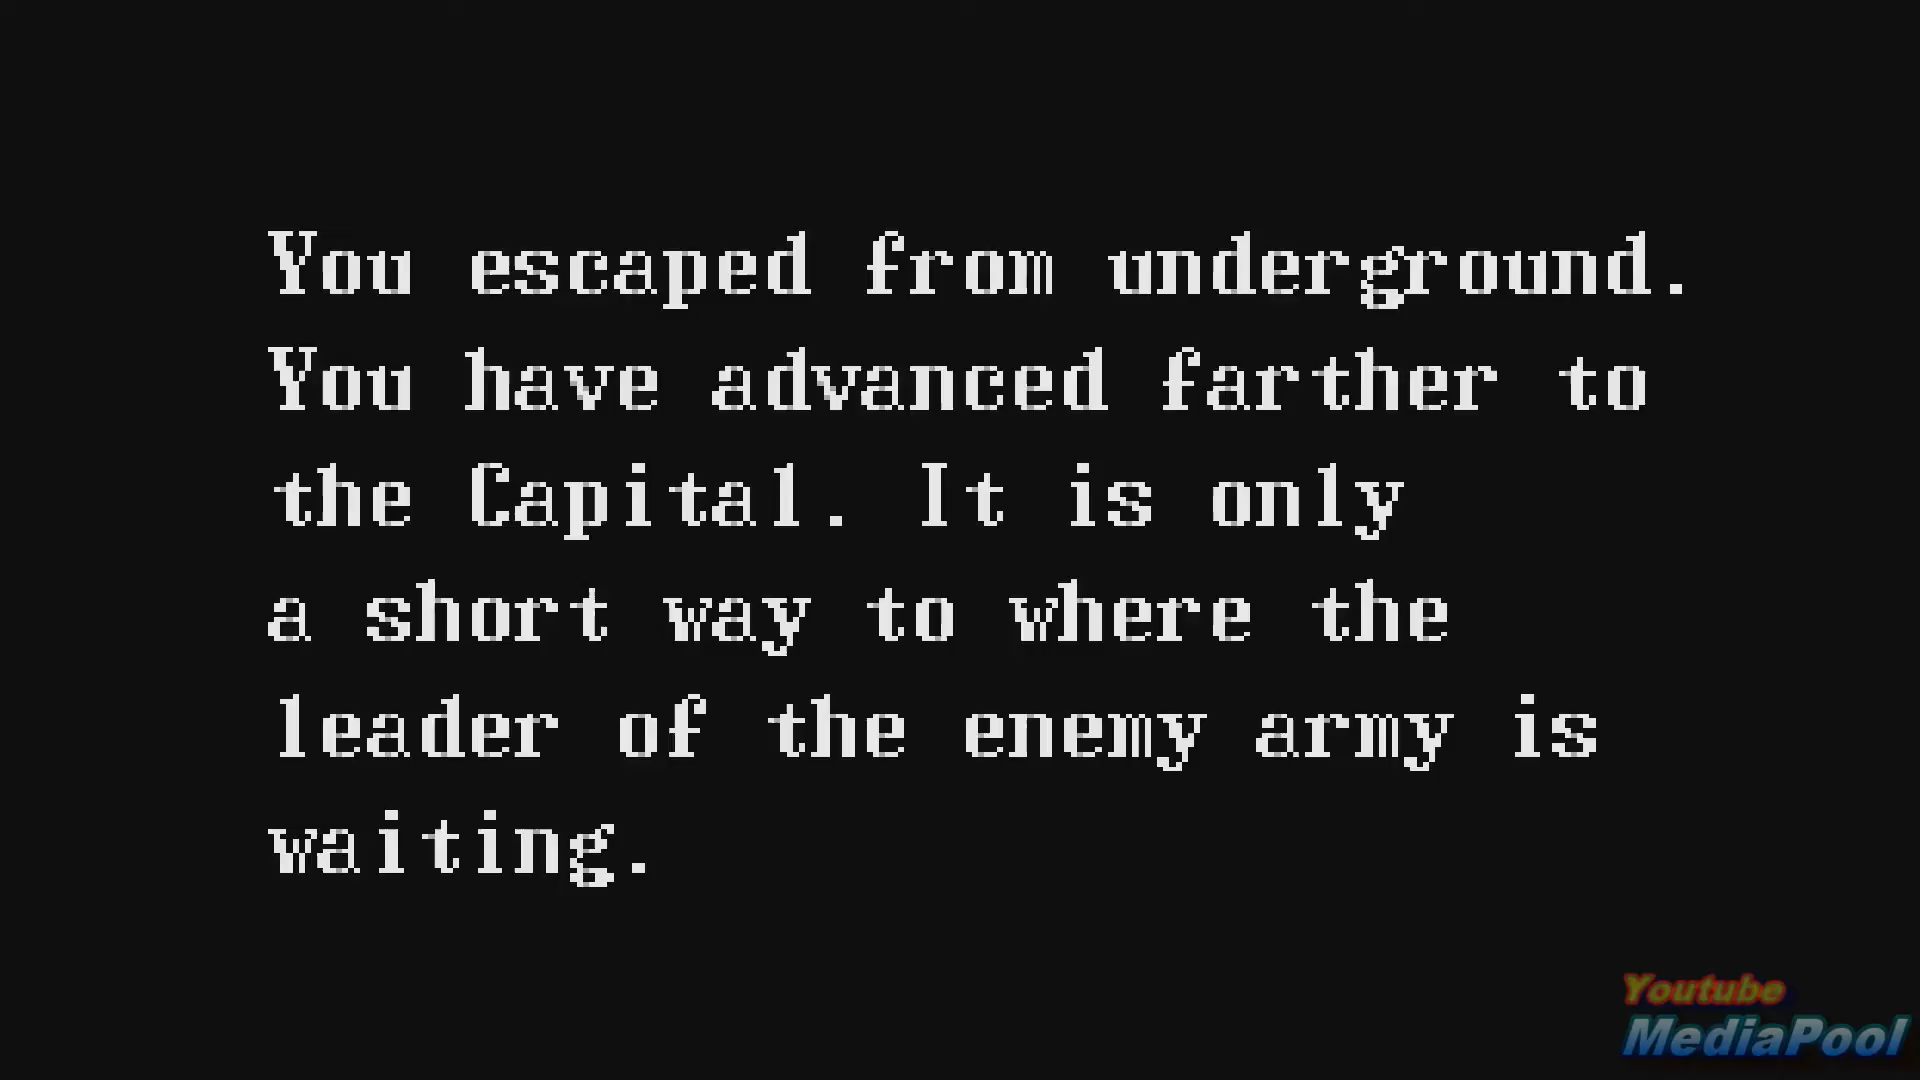 You escaped from underground.
You have advanced farther to
the Capital. It is only
a short way to where the
leader of the enemy army is
waiting.
Youtube
MediaPool